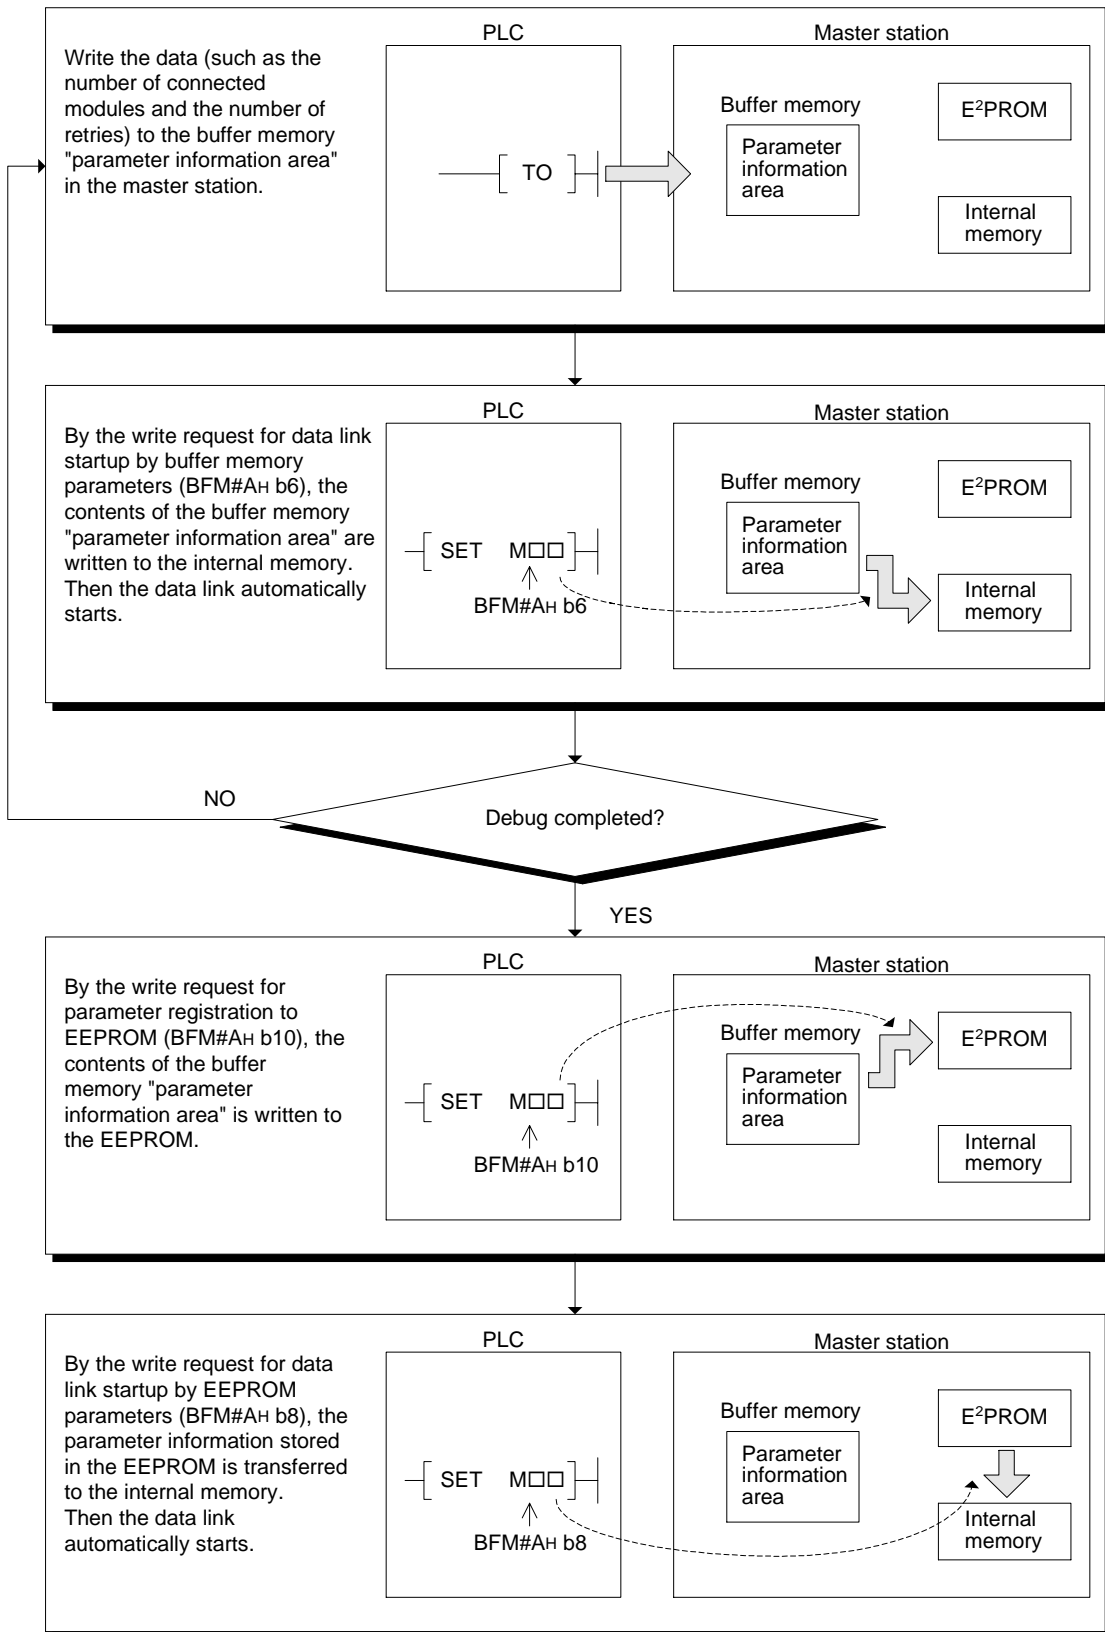 PLC
Master station
Write the data (such as the
number of connected
modules and the number of
retries) to the buffer memory
"parameter information area"
in the master station.
TO
Buffer memory
Parameter
information
area
E²PROM
Internal
memory
PLC
Master station
By the write request for data link
startup by buffer memory
parameters (BFM#AH b6), the
contents of the buffer memory
"parameter information area" are
written to the internal memory.
Then the data link automatically
starts.
SET M□□
BFM#AH b6
Buffer memory
Parameter
information
area
E²PROM
Internal
memory
NO
Debug completed?
YES
PLC
Master station
By the write request for
parameter registration to
EEPROM (BFM#AH b10), the
contents of the buffer
memory "parameter
information area" is written to
the EEPROM.
SET M□□
BFM#AH b10
Buffer memory
Parameter
information
area
E²PROM
Internal
memory
PLC
Master station
By the write request for data
link startup by EEPROM
parameters (BFM#AH b8), the
parameter information stored
in the EEPROM is transferred
to the internal memory.
Then the data link
automatically starts.
SET M□□
BFM#AH b8
Buffer memory
Parameter
information
area
E²PROM
Internal
memory